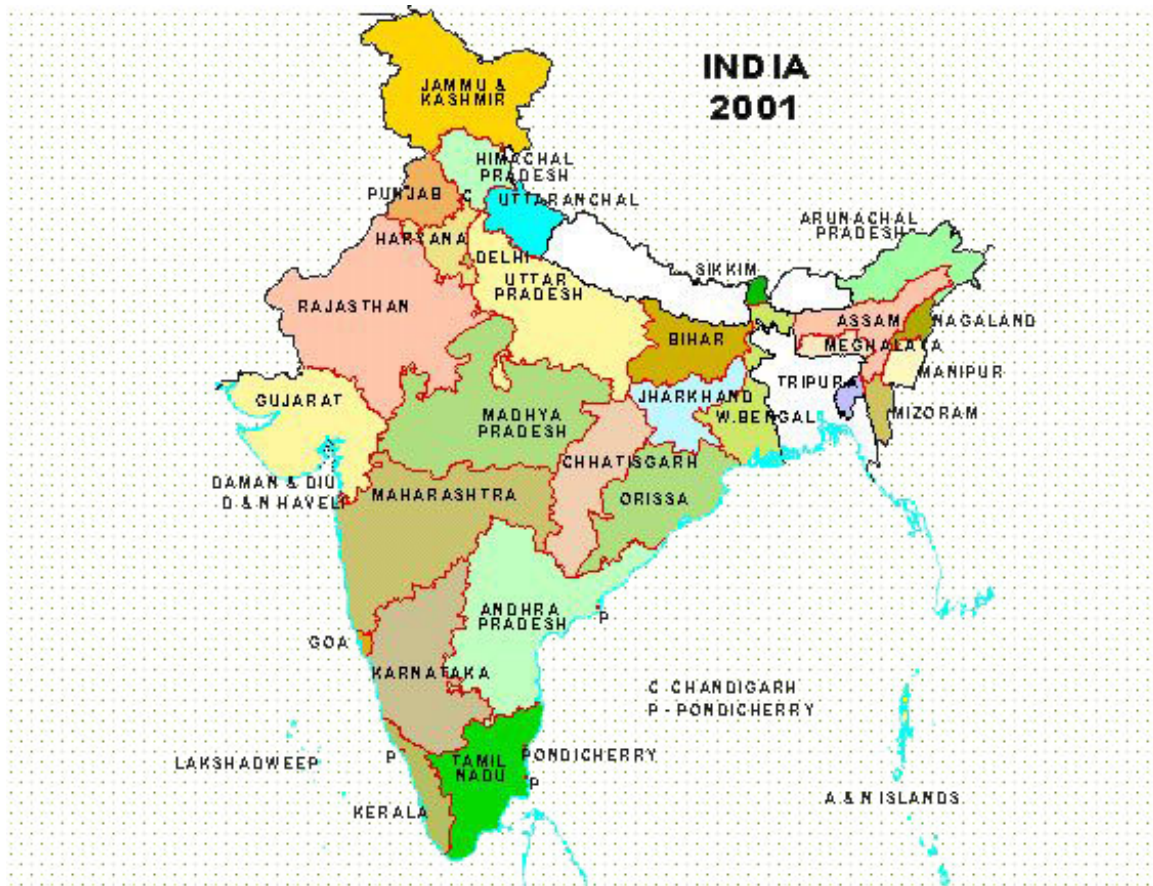 INDIA
2001
JAMMU &
KASHMIR
HIMACHAL
PRADESH
PUNJAB
C
UTTARANCHAL
ARUNACHAL
PRADESH
HARYANA
DELHI
SIKKIM
UTTAR
PRADESH
RAJASTHAN
ASSAM
NAGALAND
BIHAR
MEGHALAYA
MANIPUR
TRIPURA
GUJARAT
JHARKHAND
MADHYA
PRADESH
W.BENGAL
MIZORAM
CHHATISGARH
DAMAN & DIU
D & N HAVELI
MAHARASHTRA
ORISSA
ANDHRA
PRADESH
P
GOA
KARNATAKA
C -CHANDIGARH
P - PONDICHERRY
LAKSHADWEEP
P
TAMIL
NADU
PONDICHERRY
P
KERALA
A & N ISLANDS